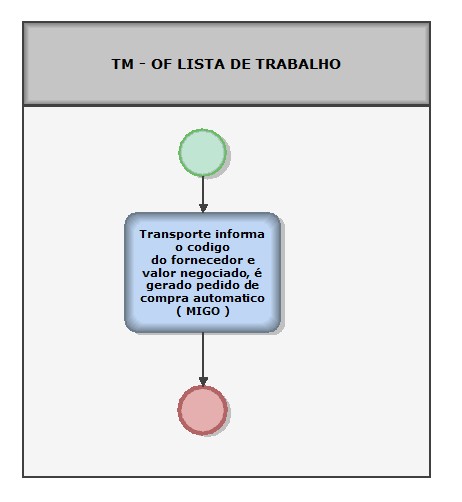 TM - OF LISTA DE TRABALHO
Transporte informa
o codigo
do fornecedor e
valor negociado, é
gerado pedido de
compra automatico
( MIGO )